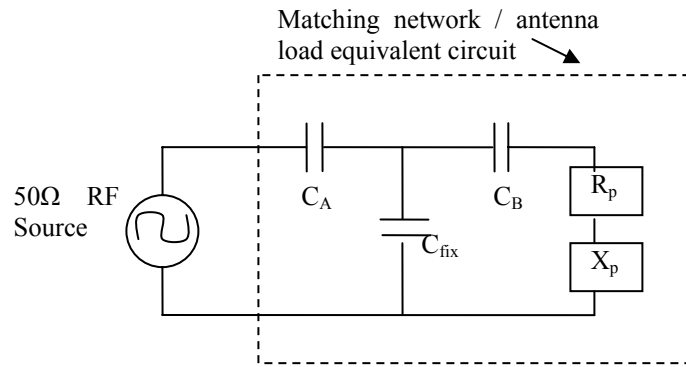 Matching network / antenna
load equivalent circuit
50Ω RF
Source
C_A
C_B
R_p
C_fix
X_p